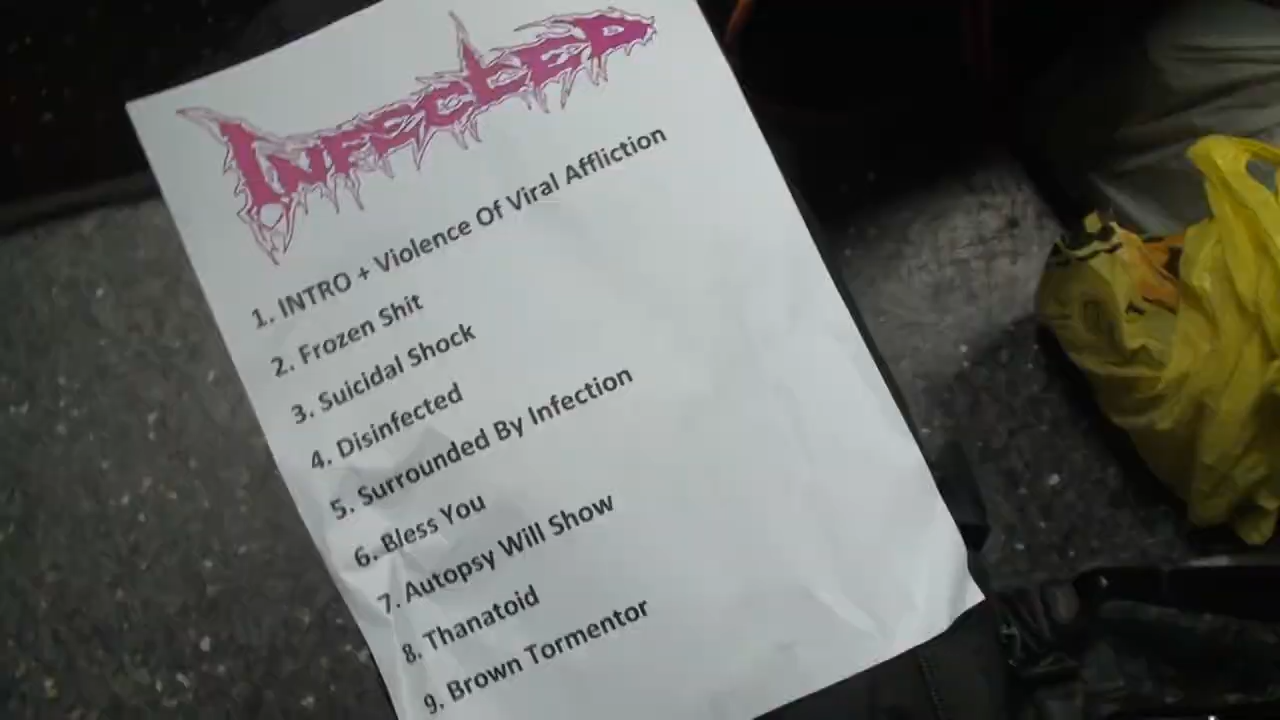 INFECTED
1. INTRO + Violence Of Viral Affliction
2. Frozen Shit
3. Suicidal Shock
4. Disinfected
5. Surrounded By Infection
6. Bless You
7. Autopsy Will Show
8. Thanatoid
9. Brown Tormentor